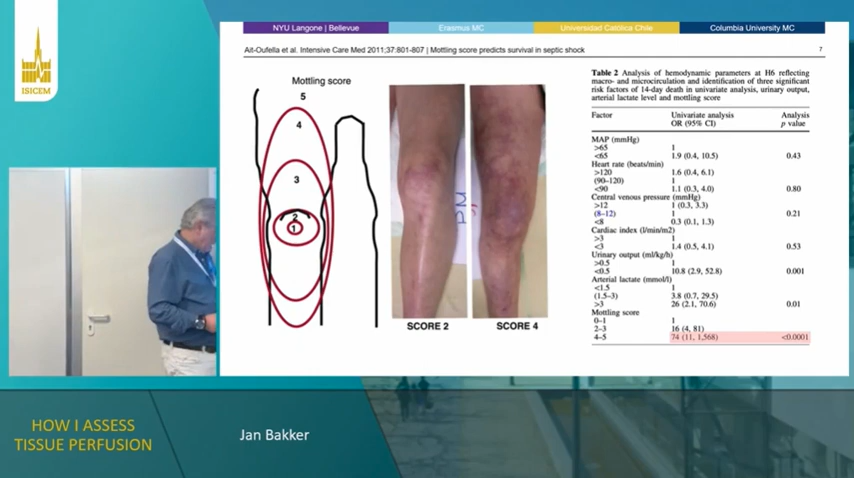 NYU Langone | Bellevue
Erasmus MC
Universidad Catolica Chile
Columbia University MC
Ait-Oufella et al. Intensive Care Med 2011;37:801-807 | Mottling score predicts survival in septic shock
7
ISICEM
Mottling score
5
4
3
2
1
SCORE 2
SCORE 4
Table 2 Analysis of hemodynamic parameters at H6 reflecting
macro- and microcirculation and identification of three significant
risk factors of 14-day death in univariate analysis, urinary output,
arterial lactate level and mottling score
Factor Univariate analysis Analysis
OR (95% CI) p value
MAP (mmHg)
>65 1
<65 1.9 (0.4, 10.5) 0.43
Heart rate (beats/min)
>120 1.6 (0.4, 6.1)
(90–120) 1
<90 1.1 (0.3, 4.0) 0.80
Central venous pressure (mmHg)
>12 1 (0.3, 3.3)
(8–12) 1 0.21
<8 0.3 (0.1, 1.3)
Cardiac index (l/min/m2)
>3 1
<3 1.4 (0.5, 4.1) 0.53
Urinary output (ml/kg/h)
>0.5 1
<0.5 10.8 (2.9, 52.8) 0.001
Arterial lactate (mmol/l)
<1.5 1
(1.5–3) 3.8 (0.7, 29.5)
>3 26 (2.1, 70.6) 0.01
Mottling score
0–1 1
2–3 16 (4, 81)
4–5 74 (11, 1,568) <0.0001
HOW I ASSESS
TISSUE PERFUSION
Jan Bakker